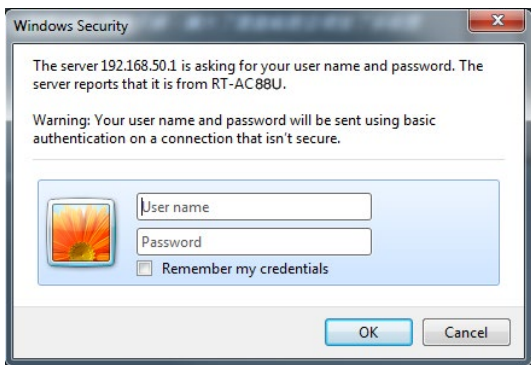 Windows Security
The server 192.168.50.1 is asking for your user name and password. The
server reports that it is from RT-AC88U.
Warning: Your user name and password will be sent using basic
authentication on a connection that isn't secure.
User name
Password
Remember my credentials
OK
Cancel